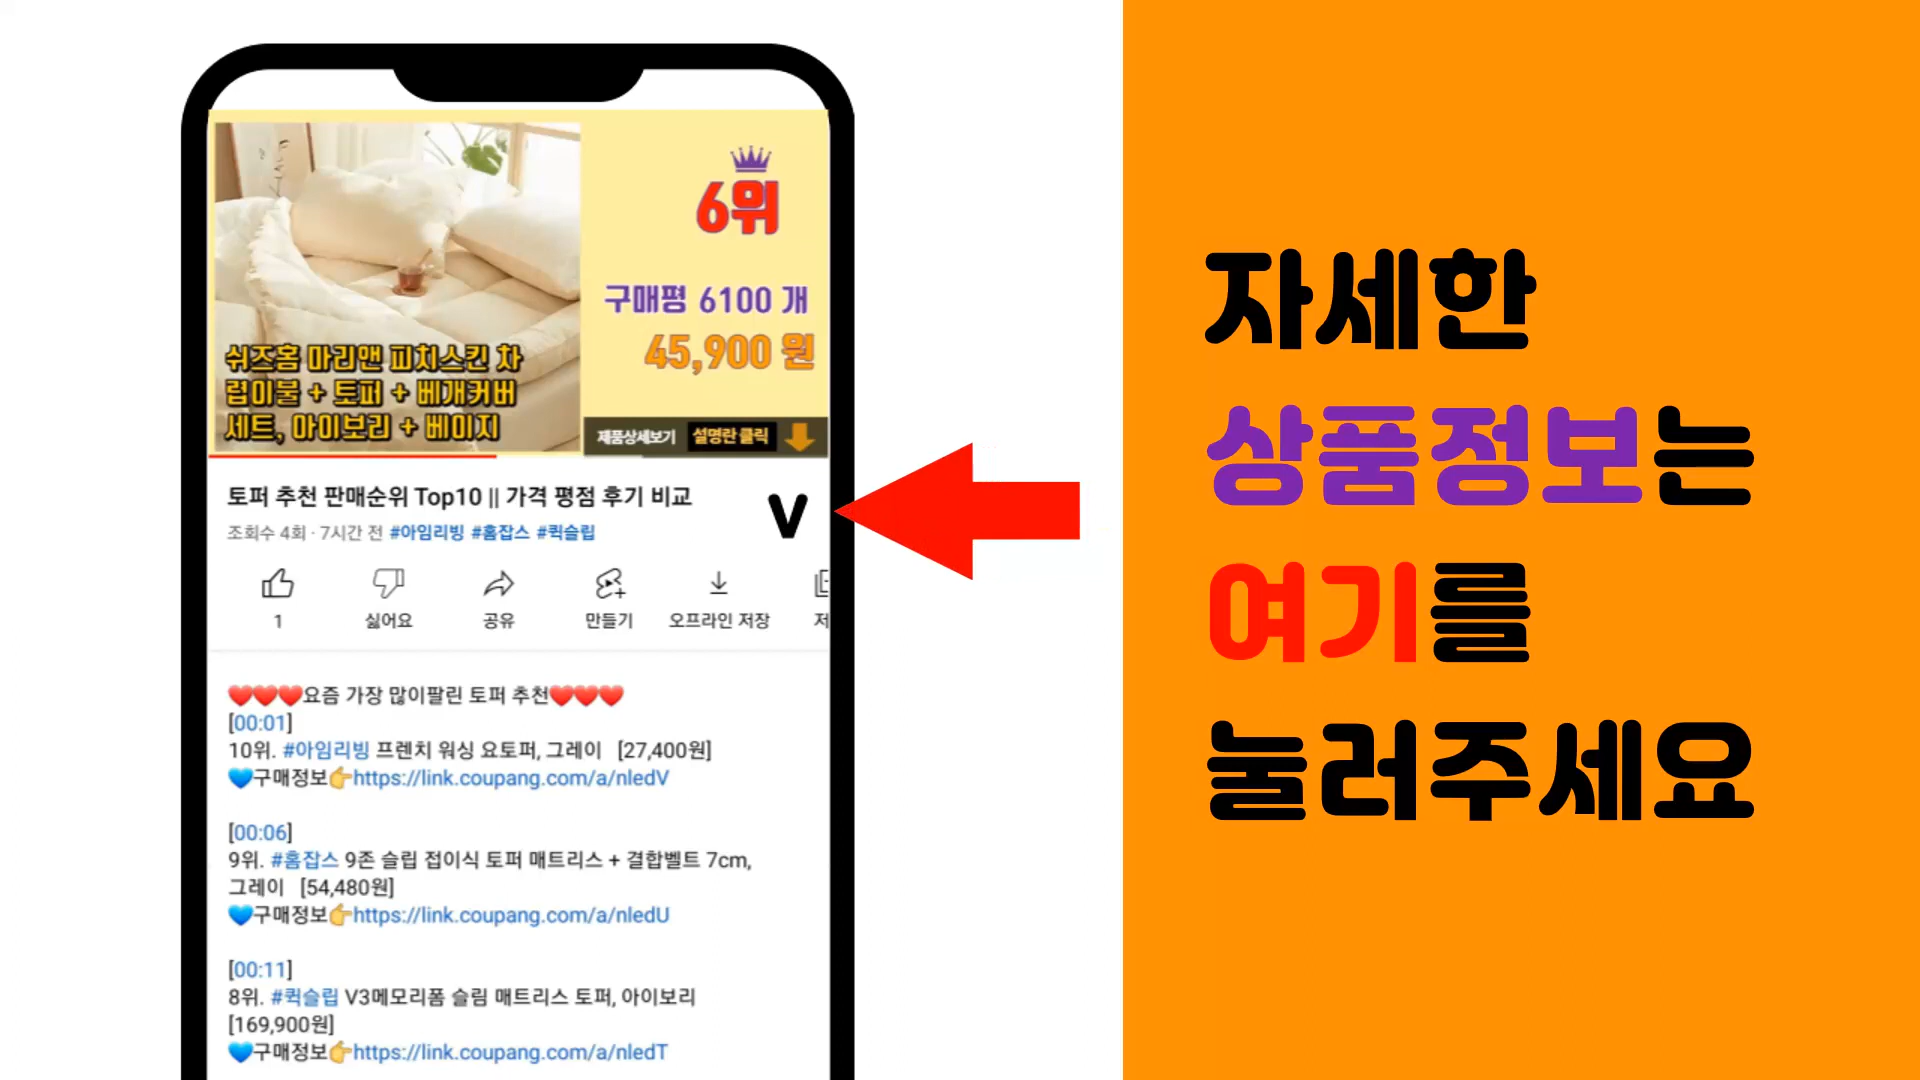 6위
구매평 6100 개
45,900 원
쉬즈홈 마리앤 피치스킨 차
렵이불 + 토퍼 + 베개커버
세트, 아이보리 + 베이지
제품상세보기 설명란 클릭
토퍼 추천 판매순위 Top10 || 가격 평점 후기 비교
V
조회수 4회 · 7시간 전 #아임리빙 #홈잡스 #퀵슬립
1 싫어요 공유 만들기 오프라인 저장 저
❤️❤️❤️요즘 가장 많이팔린 토퍼 추천❤️❤️❤️
[00:01]
10위. #아임리빙 프렌치 워싱 요토퍼, 그레이 [27,400원]
💙구매정보👉https://link.coupang.com/a/nledV
[00:06]
9위. #홈잡스 9존 슬립 접이식 토퍼 매트리스 + 결합벨트 7cm,
그레이 [54,480원]
💙구매정보👉https://link.coupang.com/a/nledU
[00:11]
8위. #퀵슬립 V3메모리폼 슬림 매트리스 토퍼, 아이보리
[169,900원]
💙구매정보👉https://link.coupang.com/a/nledT
자세한
상품정보는
여기를
눌러주세요